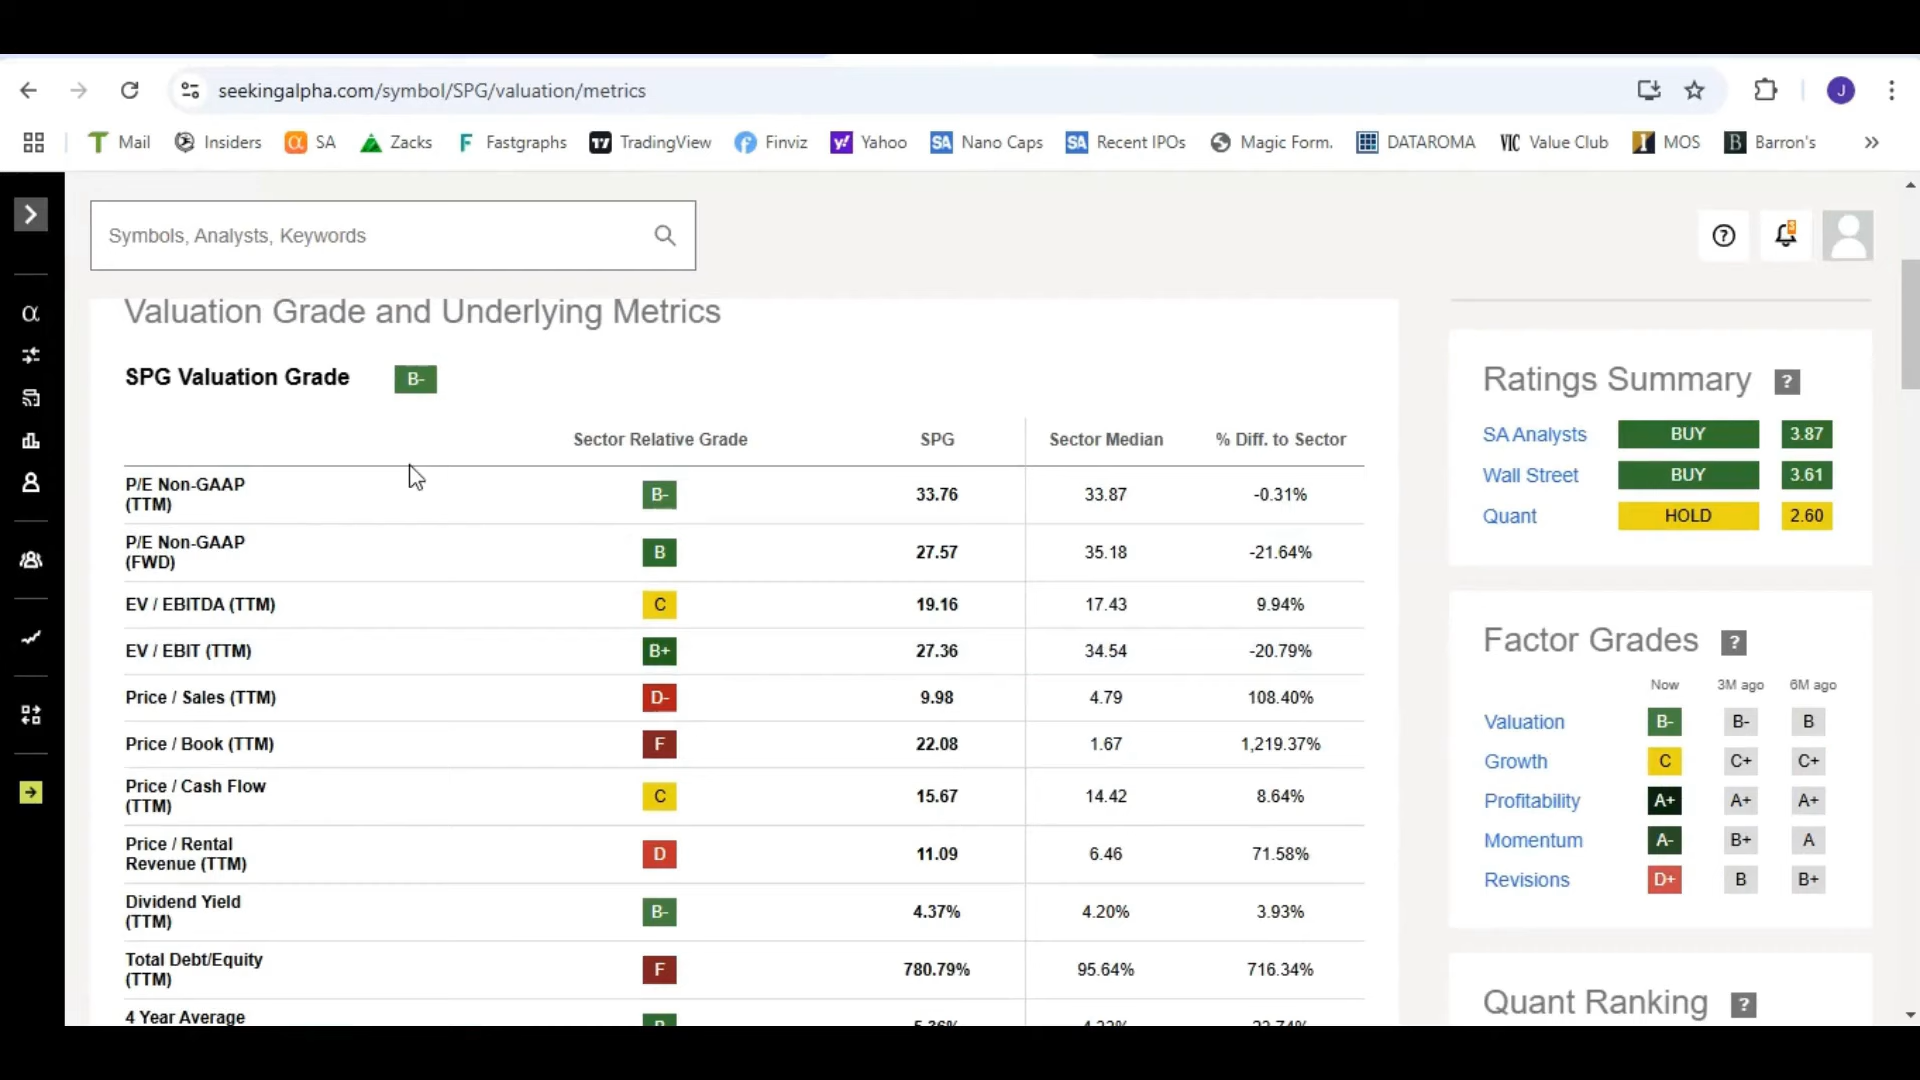 seekingalpha.com/symbol/SPG/valuation/metrics
J
Mail Insiders SA Zacks Fastgraphs TradingView Finviz Yahoo Nano Caps Recent IPOs Magic Form. DATAROMA Value Club MOS Barron's
Symbols, Analysts, Keywords
Valuation Grade and Underlying Metrics
SPG Valuation Grade B-
Sector Relative Grade SPG Sector Median % Diff. to Sector
P/E Non-GAAP
(TTM) B- 33.76 33.87 -0.31%
P/E Non-GAAP
(FWD) B 27.57 35.18 -21.64%
EV / EBITDA (TTM) C 19.16 17.43 9.94%
EV / EBIT (TTM) B+ 27.36 34.54 -20.79%
Price / Sales (TTM) D- 9.98 4.79 108.40%
Price / Book (TTM) F 22.08 1.67 1,219.37%
Price / Cash Flow
(TTM) C 15.67 14.42 8.64%
Price / Rental
Revenue (TTM) D 11.09 6.46 71.58%
Dividend Yield
(TTM) B- 4.37% 4.20% 3.93%
Total Debt/Equity
(TTM) F 780.79% 95.64% 716.34%
4 Year Average
Ratings Summary ?
SA Analysts BUY 3.87
Wall Street BUY 3.61
Quant HOLD 2.60
Factor Grades ?
Now 3M ago 6M ago
Valuation B- B- B
Growth C C+ C+
Profitability A+ A+ A+
Momentum A- B+ A
Revisions D+ B B+
Quant Ranking ?